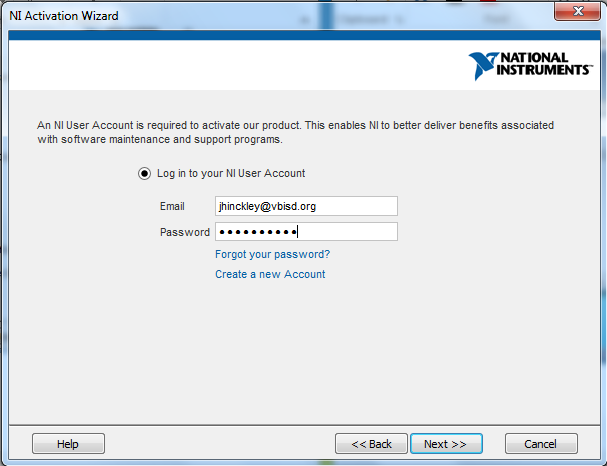 NI Activation Wizard
NATIONAL
INSTRUMENTS™
An NI User Account is required to activate our product. This enables NI to better deliver benefits associated
with software maintenance and support programs.
Log in to your NI User Account
Email jhinckley@vbisd.org
Password ●●●●●●●●●●
Forgot your password?
Create a new Account
Help << Back Next >> Cancel